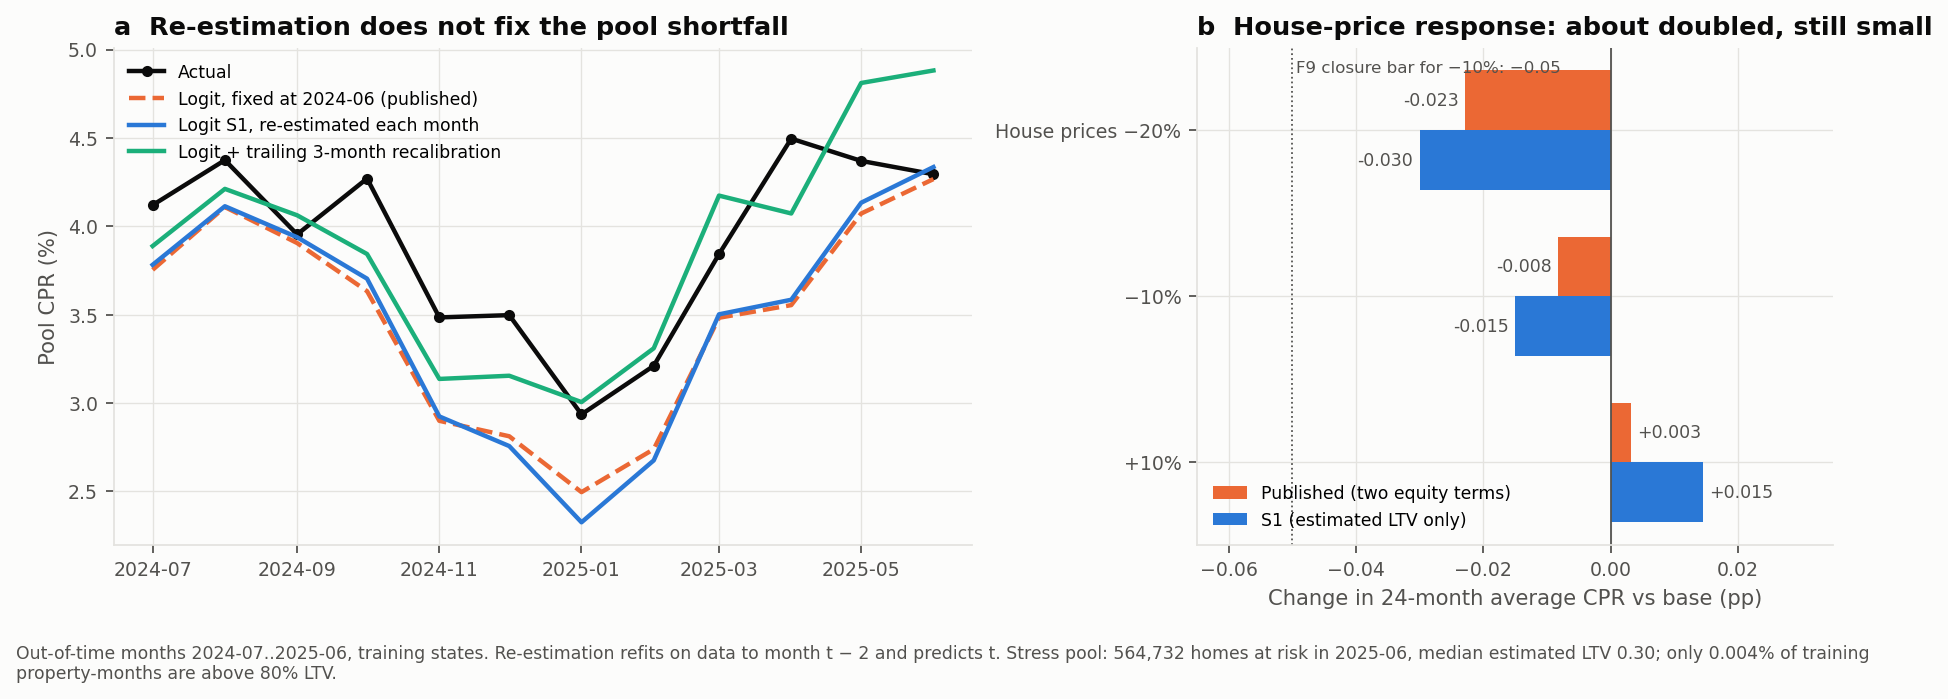 a  Re-estimation does not fix the pool shortfall
Pool CPR (%)
5.0
4.5
4.0
3.5
3.0
2.5
Actual
Logit, fixed at 2024-06 (published)
Logit S1, re-estimated each month
Logit + trailing 3-month recalibration
2024-07
2024-09
2024-11
2025-01
2025-03
2025-05
b  House-price response: about doubled, still small
F9 closure bar for −10%: −0.05
House prices −20%
-0.023
-0.030
−10%
-0.008
-0.015
+10%
+0.003
+0.015
Published (two equity terms)
S1 (estimated LTV only)
−0.06
−0.04
−0.02
0.00
0.02
Change in 24-month average CPR vs base (pp)
Out-of-time months 2024-07..2025-06, training states. Re-estimation refits on data to month t − 2 and predicts t. Stress pool: 564,732 homes at risk in 2025-06, median estimated LTV 0.30; only 0.004% of training
property-months are above 80% LTV.